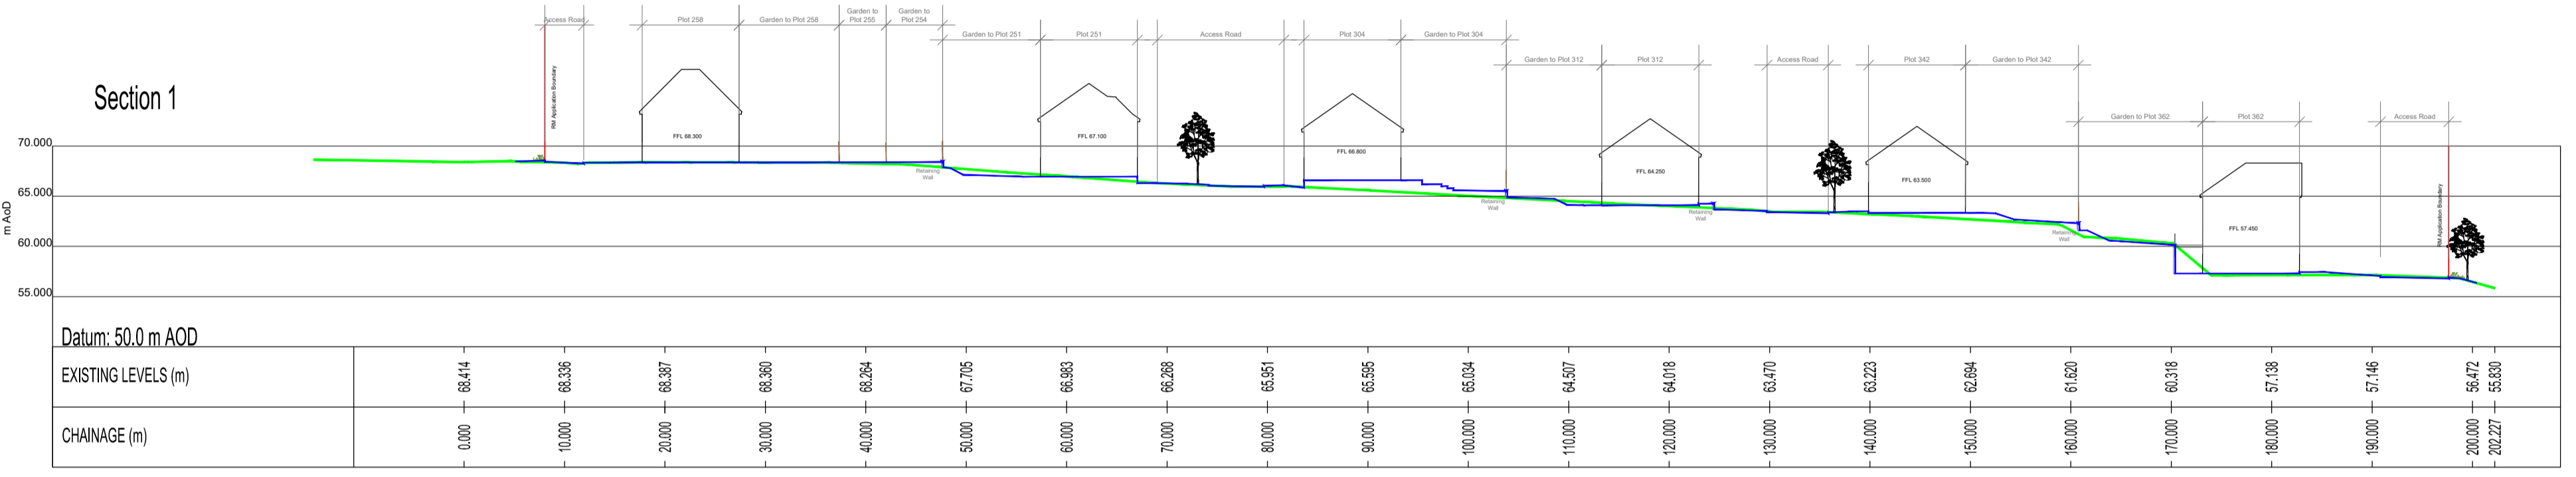 Garden to
Garden to
Access Road
Plot 258
Garden to Plot 258
Plot 255
Plot 254
Garden to Plot 251
Plot 251
Access Road
Plot 304
Garden to Plot 304
Garden to Plot 312
Plot 312
Access Road
Plot 342
Garden to Plot 342
Garden to Plot 362
Plot 362
Access Road
Section 1
RM Application Boundary
RM Application Boundary
FFL 68.300
FFL 67.100
FFL 66.800
FFL 64.250
FFL 63.500
FFL 57.450
Retaining
Wall
Retaining
Wall
Retaining
Wall
Retaining
Wall
m AoD
70.000
65.000
60.000
55.000
Datum: 50.0 m AOD
EXISTING LEVELS (m)
68.414
68.336
68.387
68.360
68.264
67.705
66.983
66.268
65.951
65.595
65.034
64.507
64.018
63.470
63.223
62.694
61.620
60.318
57.138
57.146
56.472
55.830
CHAINAGE (m)
0.000
10.000
20.000
30.000
40.000
50.000
60.000
70.000
80.000
90.000
100.000
110.000
120.000
130.000
140.000
150.000
160.000
170.000
180.000
190.000
200.000
202.227